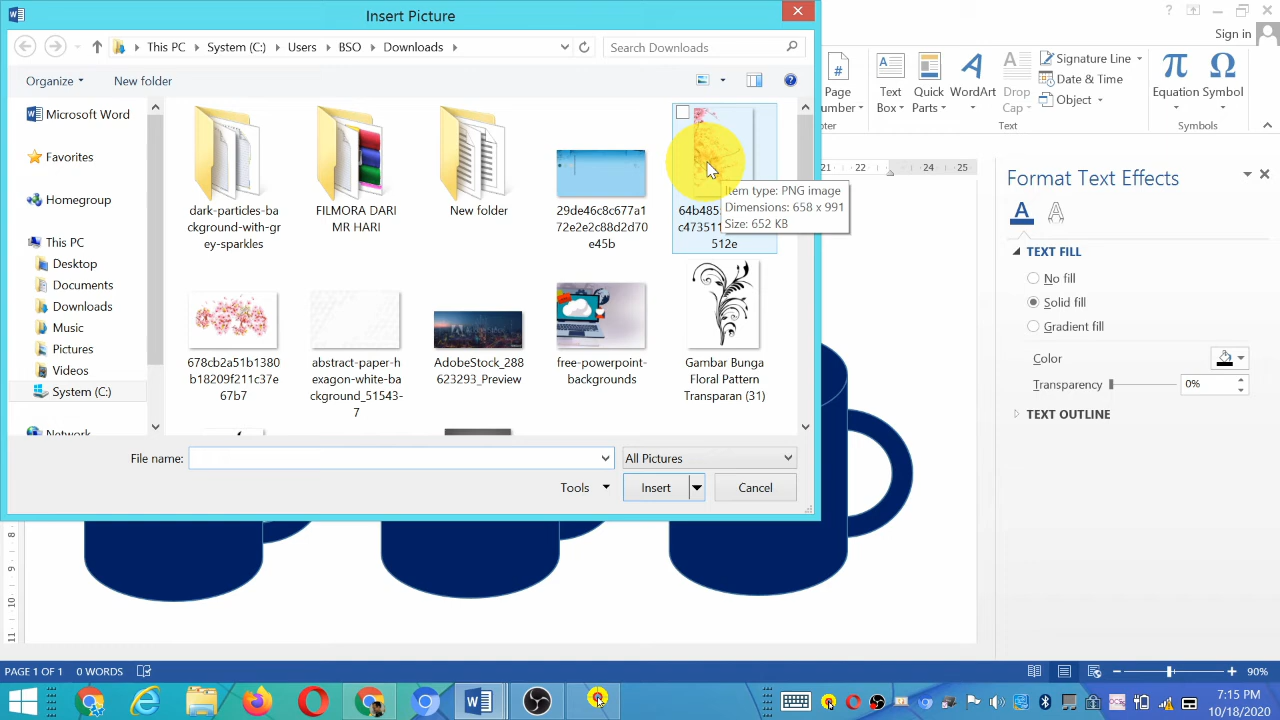 Insert Picture
Sign in
This PC
System (C:)
Users
BSO
Downloads
Search Downloads
Organize
New folder
Microsoft Word
Favorites
Homegroup
This PC
Desktop
Documents
Downloads
Music
Pictures
Videos
System (C:)
Network
dark-particles-ba
ckground-with-gr
ey-sparkles
FILMORA DARI
MR HARI
New folder
29de46c8c677a1
72e2e2c88d2d70
e45b
64b485
c47351
512e
Item type: PNG image
Dimensions: 658 x 991
Size: 652 KB
678cb2a51b1380
b18209f211c37e
67b7
abstract-paper-h
exagon-white-ba
ckground_51543-
7
AdobeStock_288
623293_Preview
free-powerpoint-
backgrounds
Gambar Bunga
Floral Pattern
Transparan (31)
File name:
All Pictures
Tools
Insert
Cancel
#
Page
Number
Text
Box
Quick
Parts
WordArt
Drop
Cap
Signature Line
Date & Time
Object
Equation
Symbol
Text
Symbols
21 22 24 25
Format Text Effects
TEXT FILL
No fill
Solid fill
Gradient fill
Color
Transparency
0%
TEXT OUTLINE
8
9
10
11
PAGE 1 OF 1
0 WORDS
90%
7:15 PM
10/18/2020